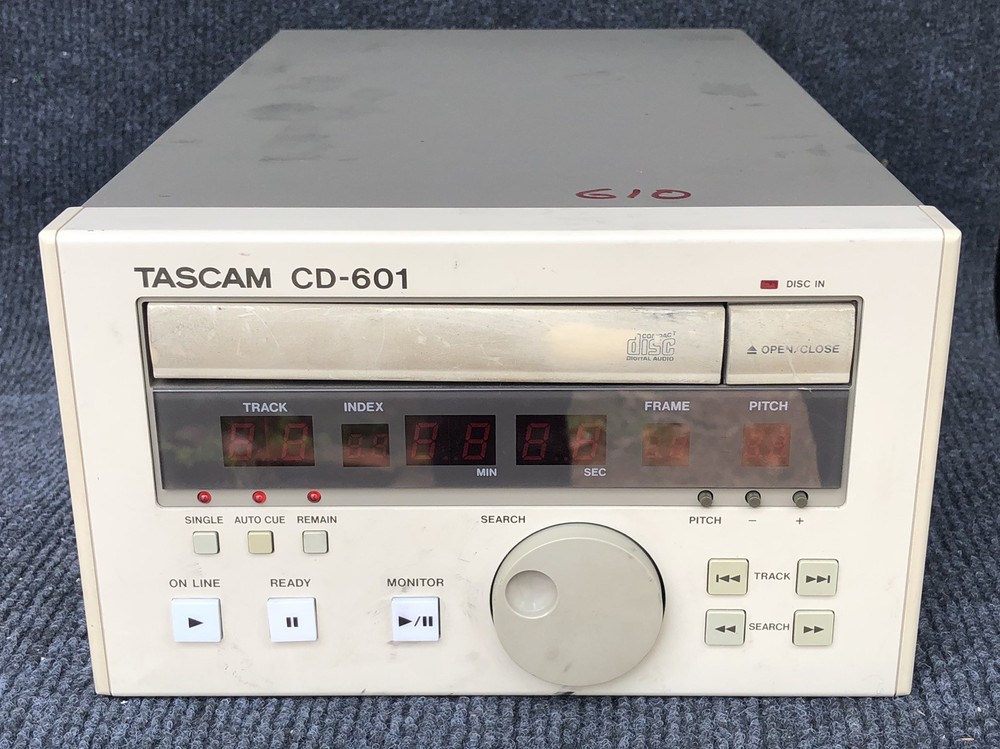 610
TASCAM CD-601
DISC IN
COMPACT
disc
DIGITAL AUDIO
OPEN/CLOSE
TRACK INDEX FRAME PITCH
MIN SEC
SINGLE AUTO CUE REMAIN SEARCH PITCH − +
ON LINE READY MONITOR
TRACK
SEARCH